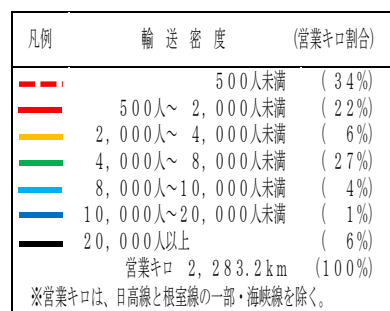 凡例 輸送密度 (営業キロ割合)
500人未満 (34%)
500人～2,000人未満 (22%)
2,000人～4,000人未満 (6%)
4,000人～8,000人未満 (27%)
8,000人～10,000人未満 (4%)
10,000人～20,000人未満 (1%)
20,000人以上 (6%)
営業キロ 2,283.2km (100%)
※営業キロは、日高線と根室線の一部・海峡線を除く。